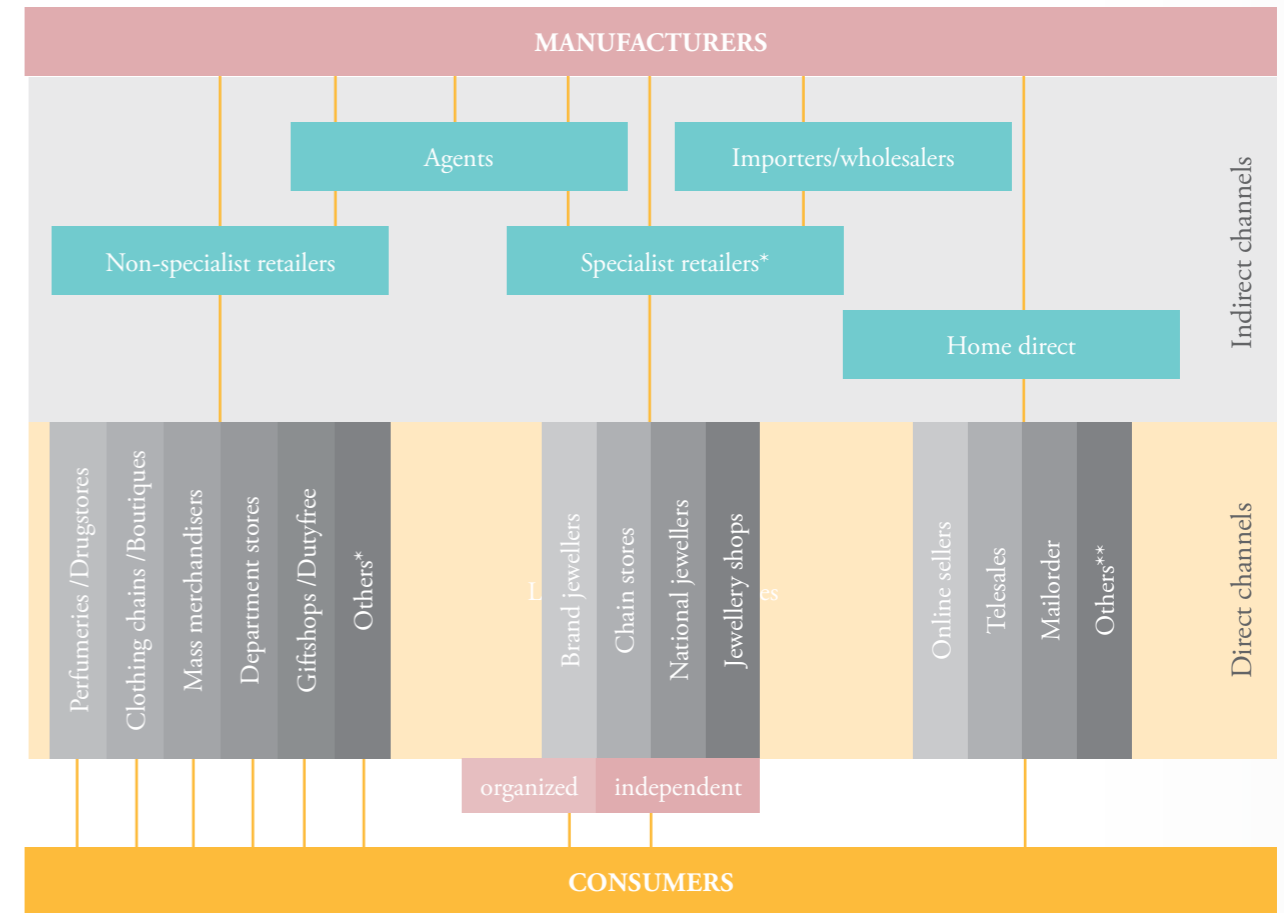 MANUFACTURERS
Agents
Importers/wholesalers
Non-specialist retailers
Specialist retailers*
Home direct
Indirect channels
Perfumeries /Drugstores
Clothing chains /Boutiques
Mass merchandisers
Department stores
Giftshops /Dutyfree
Others*
Brand jewellers
Chain stores
National jewellers
Jewellery shops
Online sellers
Telesales
Mailorder
Others**
Direct channels
organized
independent
CONSUMERS